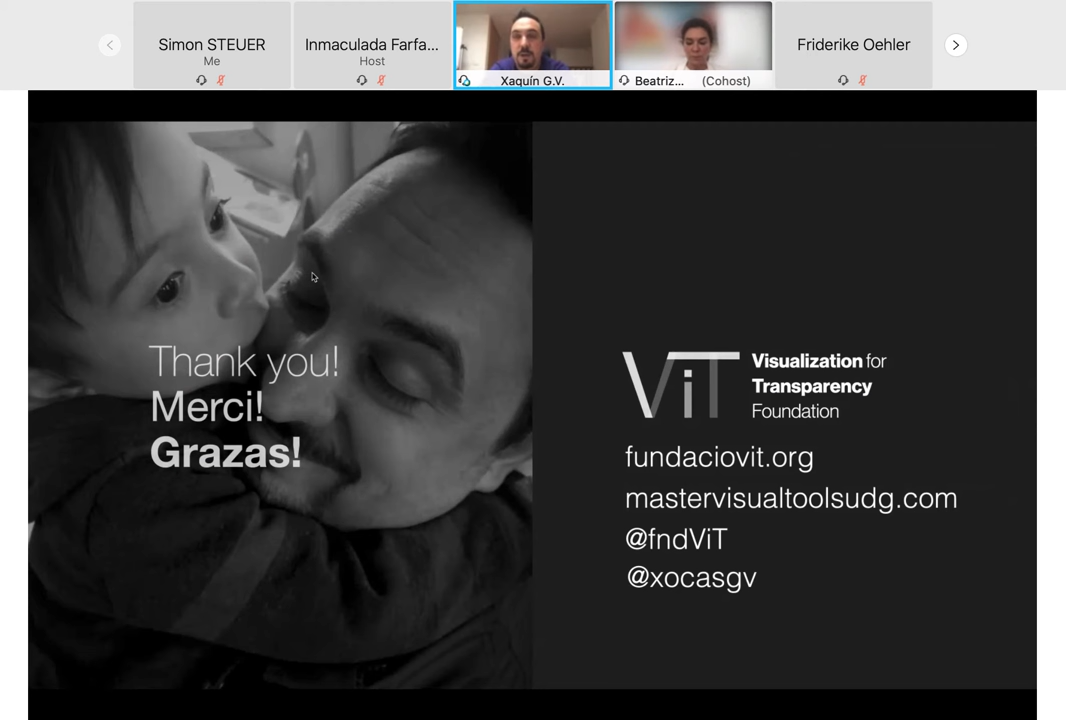 Simon STEUER
Me
Inmaculada Farfa...
Host
Xaquín G.V.
Beatriz... (Cohost)
Friderike Oehler
Thank you!
Merci!
Grazas!
ViT
Visualization for
Transparency
Foundation
fundaciovit.org
mastervisualtoolsudg.com
@fndViT
@xocasgv